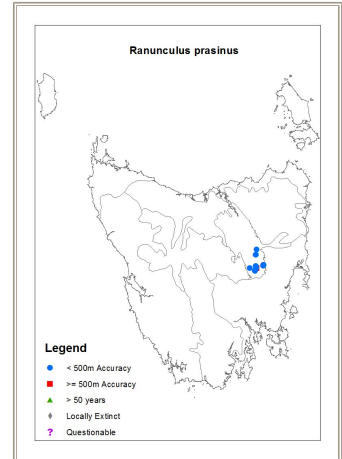 Ranunculus prasinus
Legend
< 500m Accuracy
>= 500m Accuracy
> 50 years
Locally Extinct
? Questionable